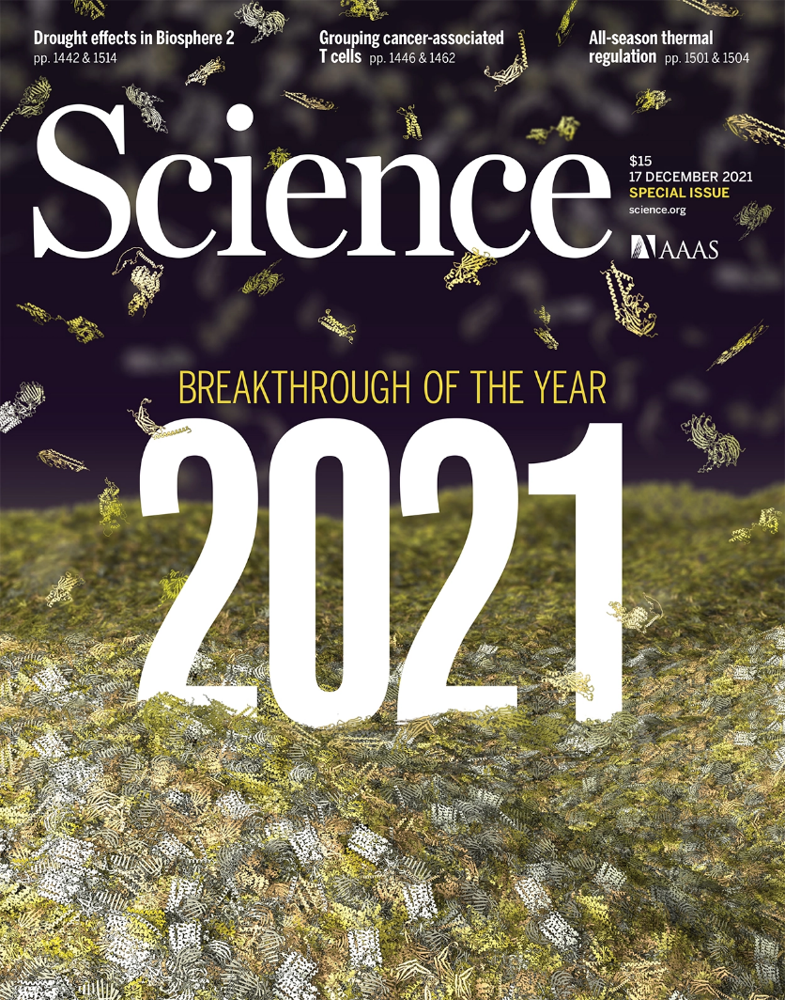 Drought effects in Biosphere 2
pp. 1442 & 1514
Grouping cancer-associated
T cells pp. 1446 & 1462
All-season thermal
regulation pp. 1501 & 1504
Science
$15
17 DECEMBER 2021
SPECIAL ISSUE
science.org
AAAS
BREAKTHROUGH OF THE YEAR
2021